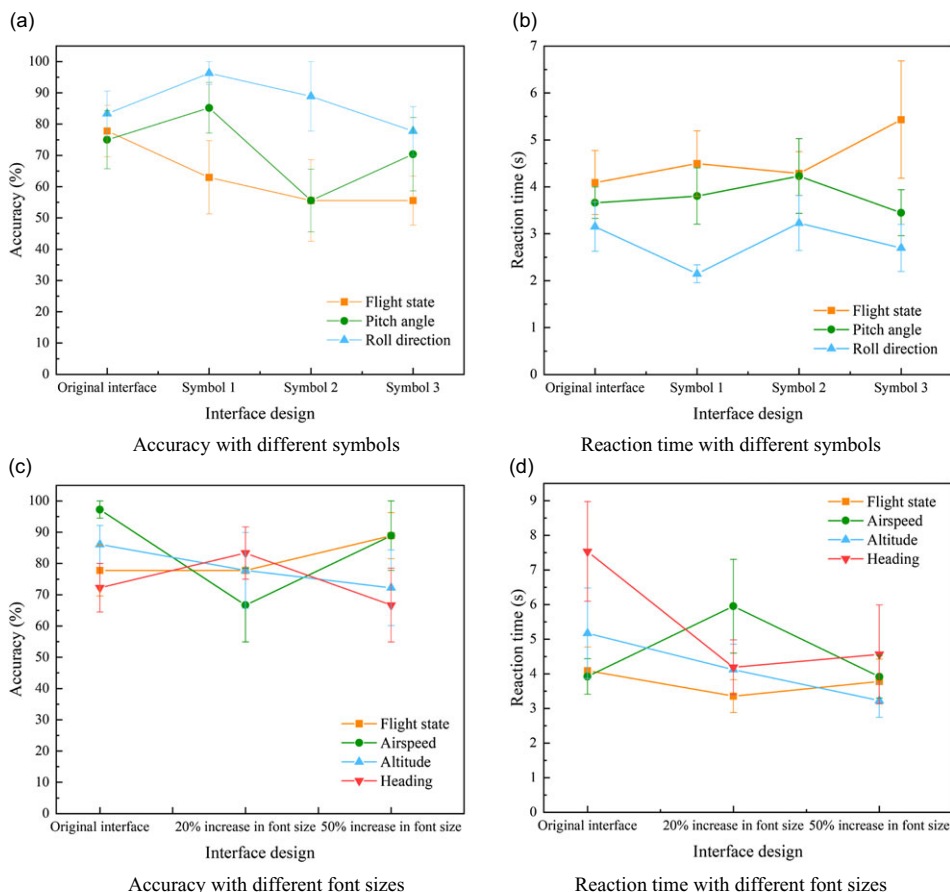 (a)
100
90
80
70
60
50
40
30
20
10
0
Accuracy (%)
Flight state
Pitch angle
Roll direction
Original interface
Symbol 1
Symbol 2
Symbol 3
Interface design
Accuracy with different symbols
(b)
7
6
5
4
3
2
1
0
Reaction time (s)
Flight state
Pitch angle
Roll direction
Original interface
Symbol 1
Symbol 2
Symbol 3
Interface design
Reaction time with different symbols
(c)
100
90
80
70
60
50
40
30
20
10
0
Accuracy (%)
Flight state
Airspeed
Altitude
Heading
Original interface
20% increase in font size
50% increase in font size
Interface design
Accuracy with different font sizes
(d)
9
8
7
6
5
4
3
2
1
0
Reaction time (s)
Flight state
Airspeed
Altitude
Heading
Original interface
20% increase in font size
50% increase in font size
Interface design
Reaction time with different font sizes